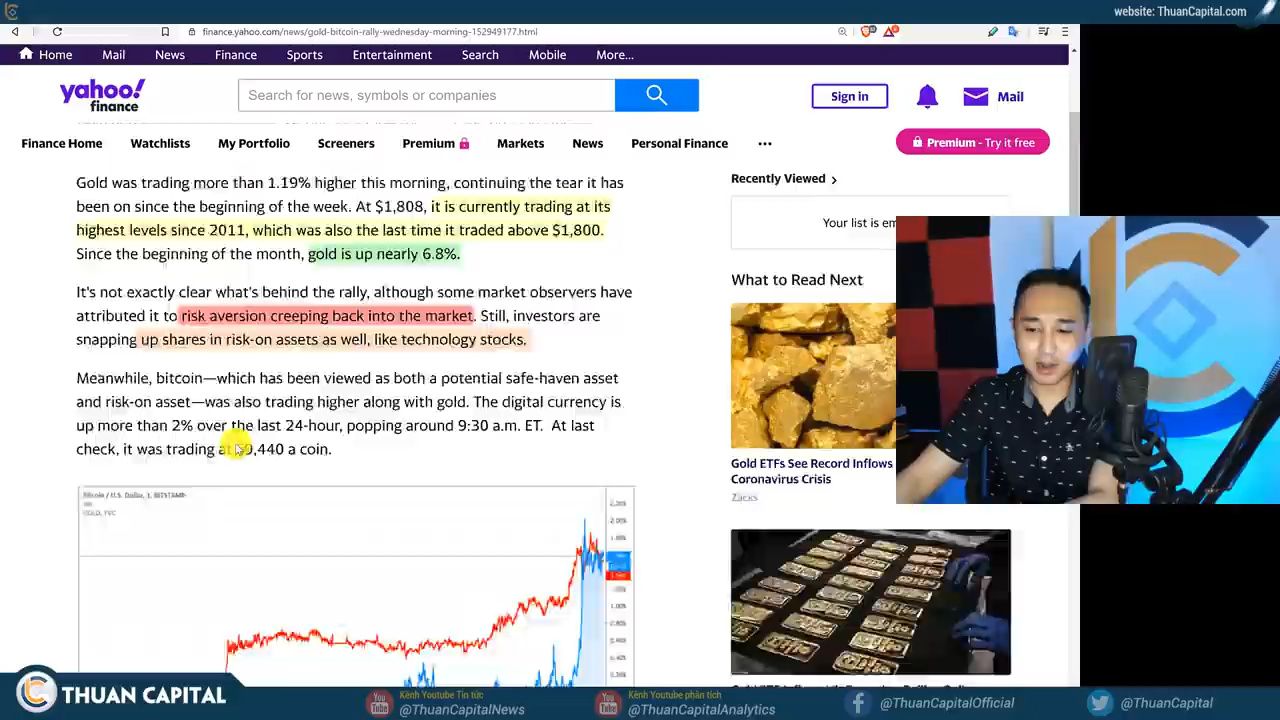 website: ThuanCapital.com
finance.yahoo.com/news/gold-bitcoin-rally-wednesday-morning-152949177.html
Home Mail News Finance Sports Entertainment Search Mobile More...
yahoo!
finance
Search for news, symbols or companies
Sign in
Mail
Finance Home Watchlists My Portfolio Screeners Premium Markets News Personal Finance ...
Premium - Try it free
Gold was trading more than 1.19% higher this morning, continuing the tear it has
been on since the beginning of the week. At $1,808, it is currently trading at its
highest levels since 2011, which was also the last time it traded above $1,800.
Since the beginning of the month, gold is up nearly 6.8%.
It's not exactly clear what's behind the rally, although some market observers have
attributed it to risk aversion creeping back into the market. Still, investors are
snapping up shares in risk-on assets as well, like technology stocks.
Meanwhile, bitcoin—which has been viewed as both a potential safe-haven asset
and risk-on asset—was also trading higher along with gold. The digital currency is
up more than 2% over the last 24-hour, popping around 9:30 a.m. ET. At last
check, it was trading at $9,440 a coin.
Bitcoin / U.S. Dollar, 1, BITSTAMP
GOLD, TVC
Recently Viewed
Your list is em
What to Read Next
Gold ETFs See Record Inflows
Coronavirus Crisis
Zacks
THUAN CAPITAL
Kênh Youtube Tin tức
@ThuanCapitalNews
Kênh Youtube phân tích
@ThuanCapitalAnalytics
@ThuanCapitalOfficial
@ThuanCapital